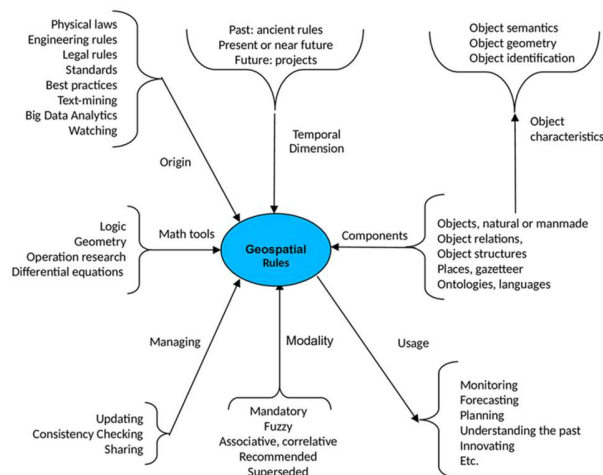 Physical laws
Engineering rules
Legal rules
Standards
Best practices
Text-mining
Big Data Analytics
Watching
Origin
Past: ancient rules
Present or near future
Future: projects
Temporal
Dimension
Object semantics
Object geometry
Object identification
Object
characteristics
Logic
Geometry
Operation research
Differential equations
Math tools
Geospatial
Rules
Components
Objects, natural or manmade
Object relations,
Object structures
Places, gazetteer
Ontologies, languages
Managing
Updating
Consistency Checking
Sharing
Modality
Mandatory
Fuzzy
Associative, correlative
Recommended
Superseded
Usage
Monitoring
Forecasting
Planning
Understanding the past
Innovating
Etc.